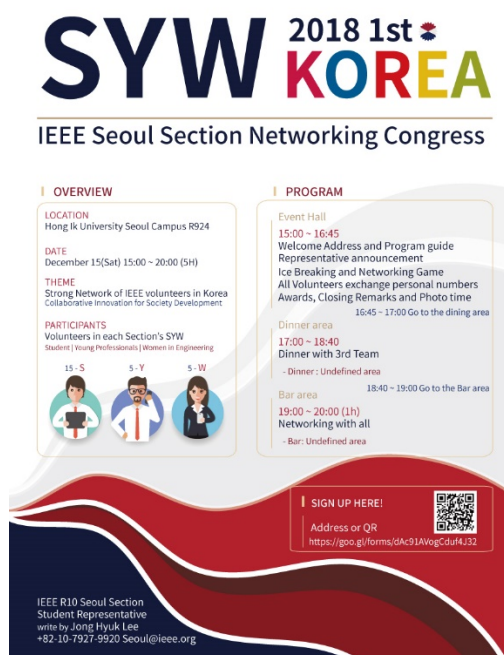 SYW 2018 1st
KOREA
IEEE Seoul Section Networking Congress
OVERVIEW
LOCATION
Hong Ik University Seoul Campus R924
DATE
December 15(Sat) 15:00 ~ 20:00 (5H)
THEME
Strong Network of IEEE volunteers in Korea
Collaborative Innovation for Society Development
PARTICIPANTS
Volunteers in each Section's SYW
Student | Young Professionals | Women in Engineering
15 - S 5 - Y 5 - W
PROGRAM
Event Hall
15:00 ~ 16:45
Welcome Address and Program guide
Representative announcement
Ice Breaking and Networking Game
All Volunteers exchange personal numbers
Awards, Closing Remarks and Photo time
16:45 ~ 17:00 Go to the dining area
Dinner area
17:00 ~ 18:40
Dinner with 3rd Team
- Dinner : Undefined area
18:40 ~ 19:00 Go to the Bar area
Bar area
19:00 ~ 20:00 (1h)
Networking with all
- Bar: Undefined area
SIGN UP HERE!
Address or QR
https://goo.gl/forms/dAc91AVogCduf4J32
IEEE R10 Seoul Section
Student Representative
write by Jong Hyuk Lee
+82-10-7927-9920 Seoul@ieee.org